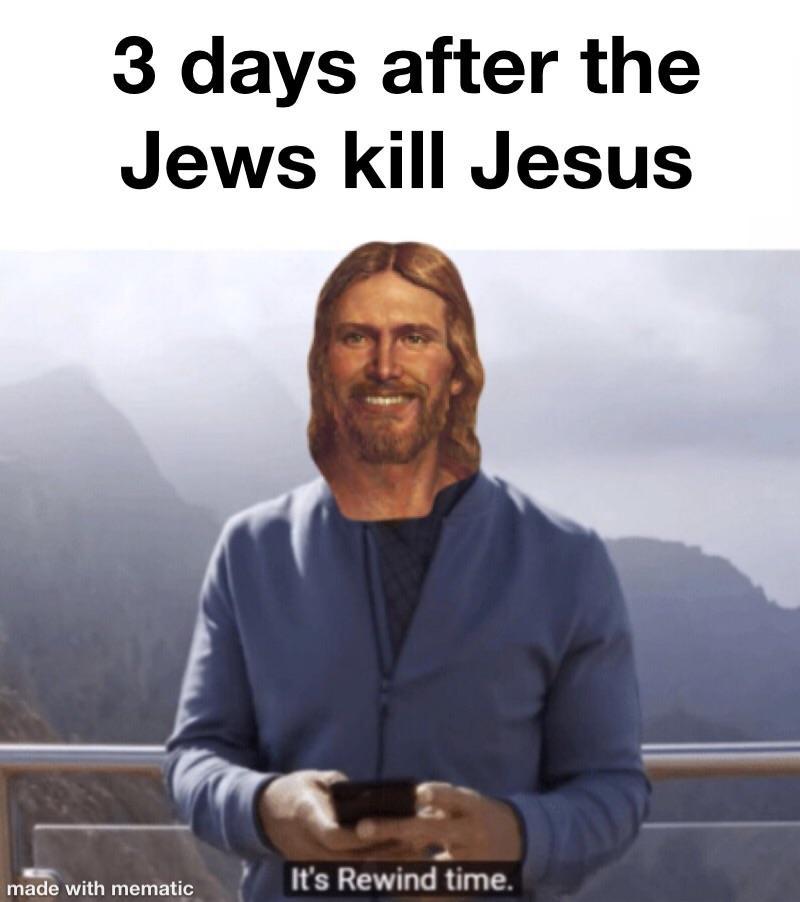 3 days after the
Jews kill Jesus
It's Rewind time.
made with mematic